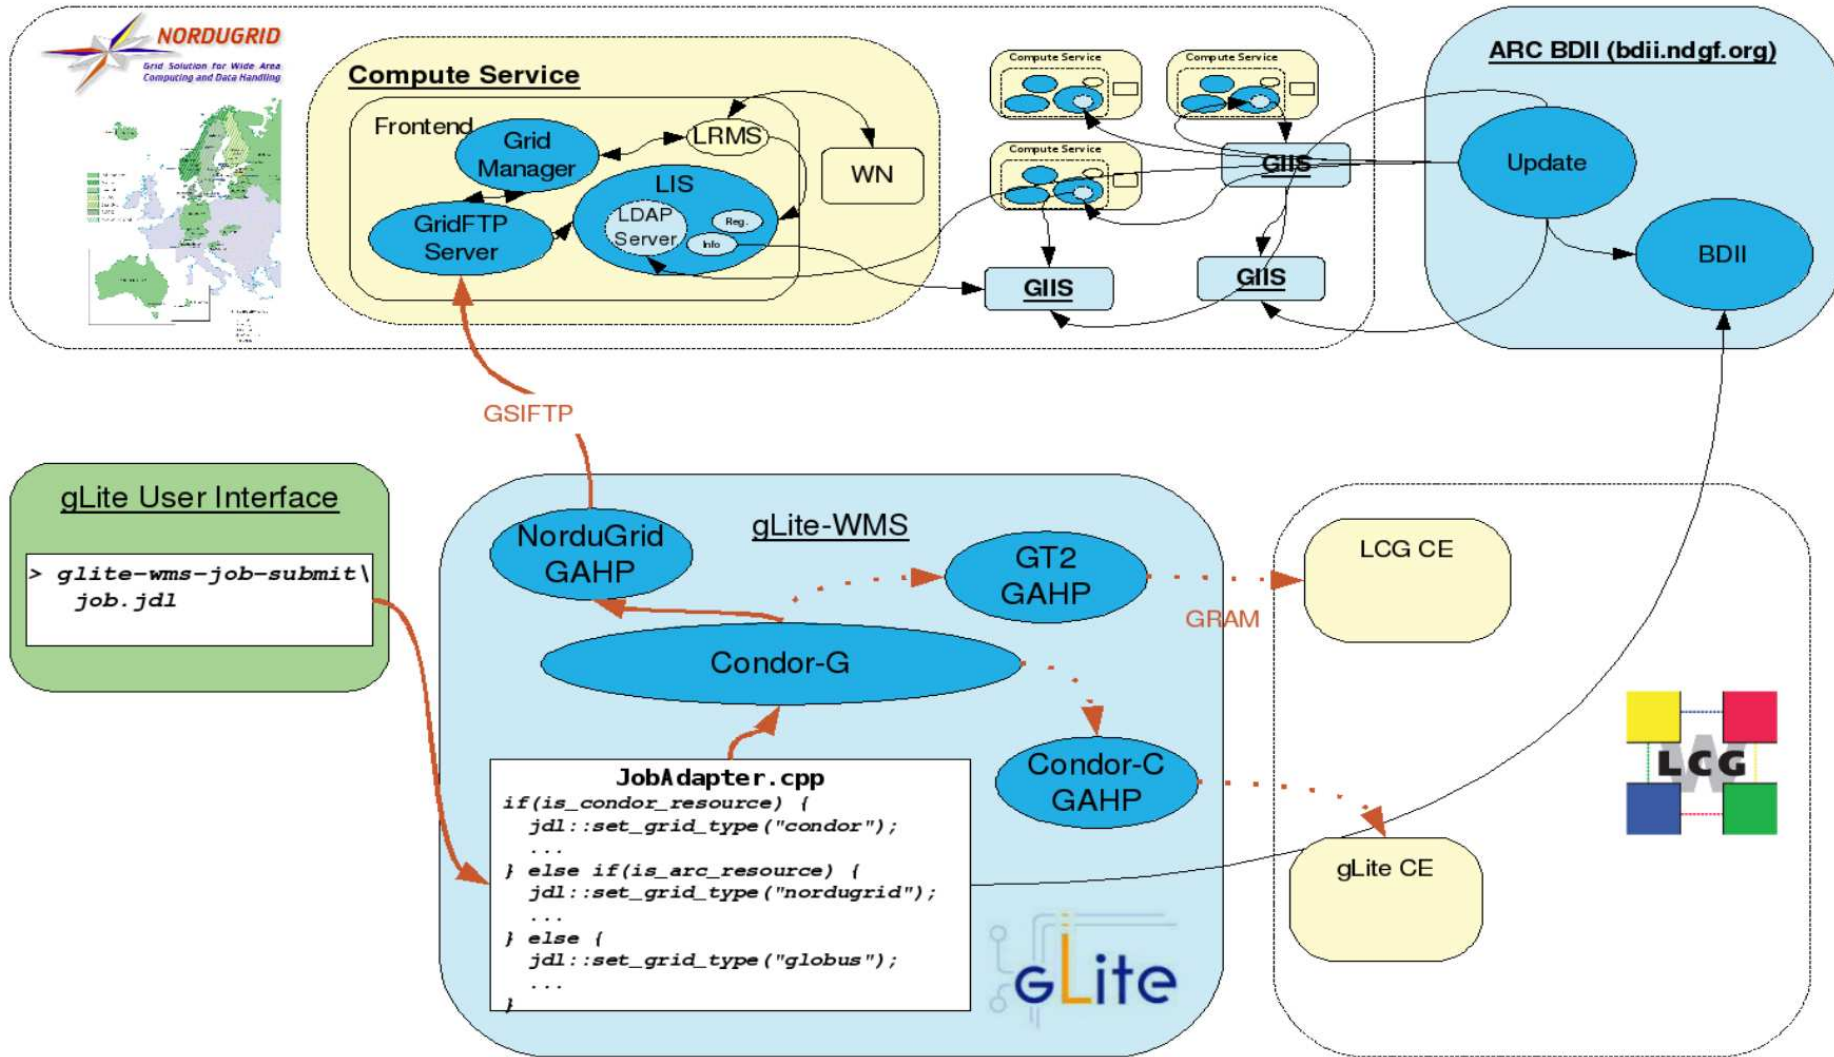 NORDUGRID
Grid Solution for Wide Area
Computing and Data Handling
Compute Service
Frontend
Grid
Manager
LRMS
WN
GridFTP
Server
LIS
LDAP
Server
Reg.
Info
Compute Service
Compute Service
Compute Service
GIIS
GIIS
GIIS
ARC BDII (bdii.ndgf.org)
Update
BDII
GSIFTP
gLite User Interface
> glite-wms-job-submit\
job.jdl
gLite-WMS
NorduGrid
GAHP
GT2
GAHP
GRAM
Condor-G
Condor-C
GAHP
JobAdapter.cpp
if(is_condor_resource) {
jdl::set_grid_type("condor");
...
} else if(is_arc_resource) {
jdl::set_grid_type("nordugrid");
...
} else {
jdl::set_grid_type("globus");
...
}
gLite
LCG CE
gLite CE
W
LCG